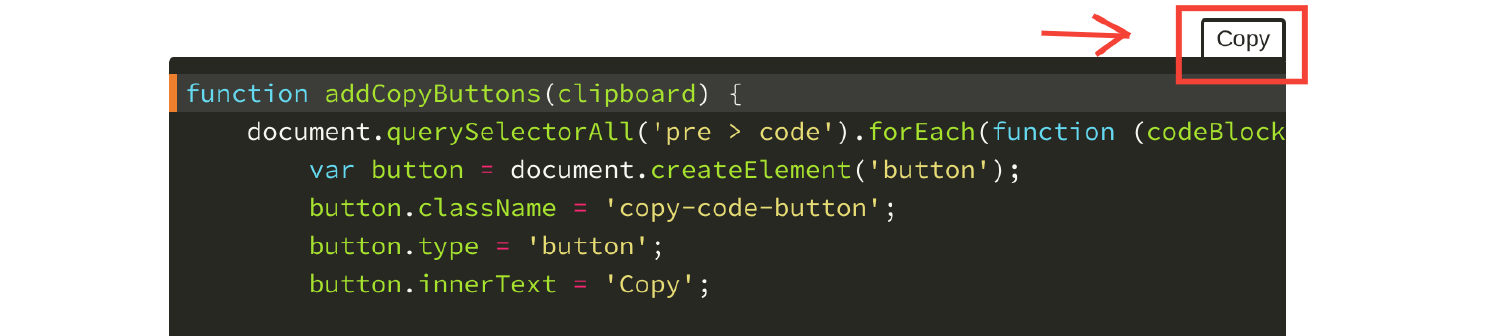 Copy
function addCopyButtons(clipboard) {
    document.querySelectorAll('pre > code').forEach(function (codeBlock
        var button = document.createElement('button');
        button.className = 'copy-code-button';
        button.type = 'button';
        button.innerText = 'Copy';